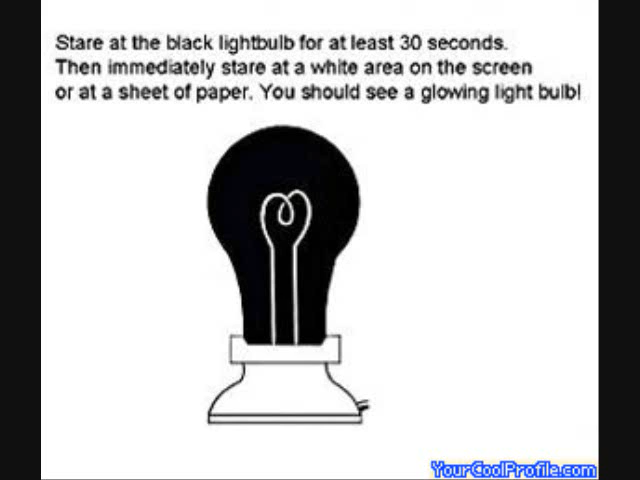 Stare at the black lightbulb for at least 30 seconds.
Then immediately stare at a white area on the screen
or at a sheet of paper. You should see a glowing light bulb!
YourCoolProfile.com